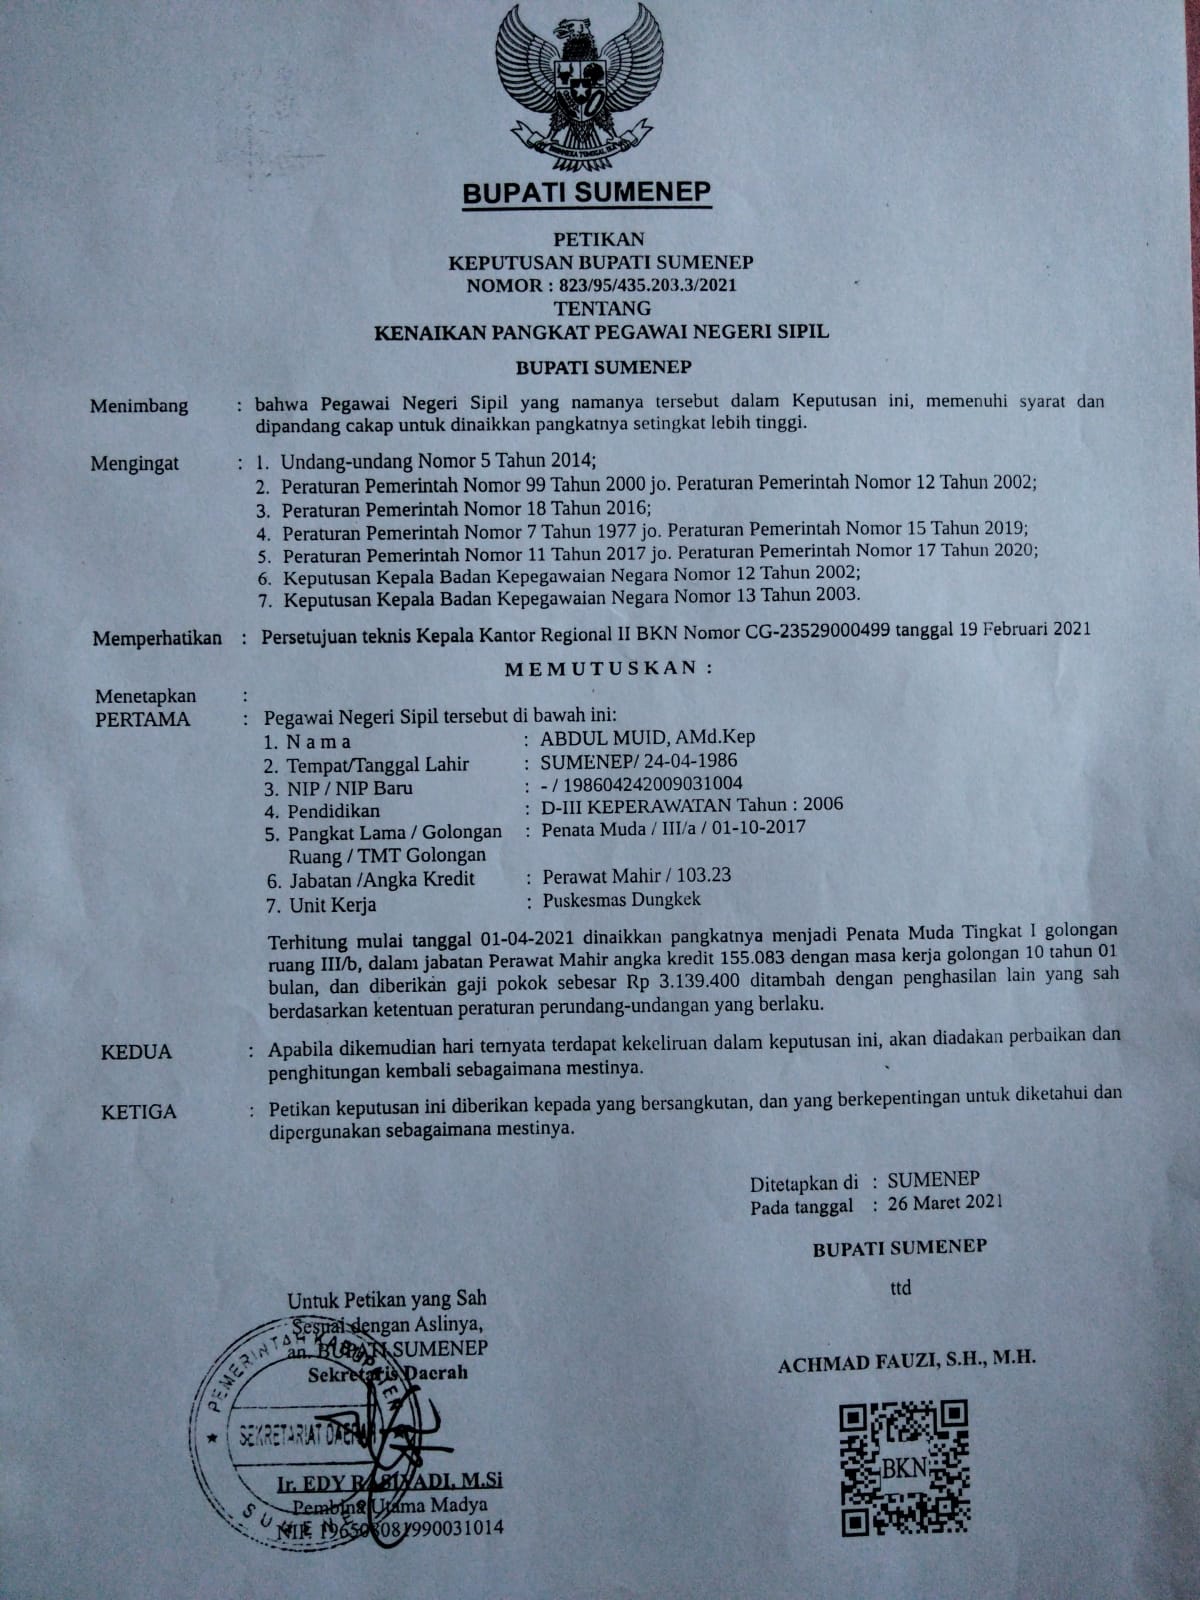 BHINNEKA TUNGGAL IKA
BUPATI SUMENEP
PETIKAN
KEPUTUSAN BUPATI SUMENEP
NOMOR : 823/95/435.203.3/2021
TENTANG
KENAIKAN PANGKAT PEGAWAI NEGERI SIPIL
BUPATI SUMENEP
Menimbang : bahwa Pegawai Negeri Sipil yang namanya tersebut dalam Keputusan ini, memenuhi syarat dan
dipandang cakap untuk dinaikkan pangkatnya setingkat lebih tinggi.
Mengingat : 1. Undang-undang Nomor 5 Tahun 2014;
2. Peraturan Pemerintah Nomor 99 Tahun 2000 jo. Peraturan Pemerintah Nomor 12 Tahun 2002;
3. Peraturan Pemerintah Nomor 18 Tahun 2016;
4. Peraturan Pemerintah Nomor 7 Tahun 1977 jo. Peraturan Pemerintah Nomor 15 Tahun 2019;
5. Peraturan Pemerintah Nomor 11 Tahun 2017 jo. Peraturan Pemerintah Nomor 17 Tahun 2020;
6. Keputusan Kepala Badan Kepegawaian Negara Nomor 12 Tahun 2002;
7. Keputusan Kepala Badan Kepegawaian Negara Nomor 13 Tahun 2003.
Memperhatikan : Persetujuan teknis Kepala Kantor Regional II BKN Nomor CG-23529000499 tanggal 19 Februari 2021
M E M U T U S K A N :
Menetapkan :
PERTAMA : Pegawai Negeri Sipil tersebut di bawah ini:
1. N a m a : ABDUL MUID, AMd.Kep
2. Tempat/Tanggal Lahir : SUMENEP/ 24-04-1986
3. NIP / NIP Baru : - / 198604242009031004
4. Pendidikan : D-III KEPERAWATAN Tahun : 2006
5. Pangkat Lama / Golongan : Penata Muda / III/a / 01-10-2017
Ruang / TMT Golongan
6. Jabatan /Angka Kredit : Perawat Mahir / 103.23
7. Unit Kerja : Puskesmas Dungkek
Terhitung mulai tanggal 01-04-2021 dinaikkan pangkatnya menjadi Penata Muda Tingkat I golongan
ruang III/b, dalam jabatan Perawat Mahir angka kredit 155.083 dengan masa kerja golongan 10 tahun 01
bulan, dan diberikan gaji pokok sebesar Rp 3.139.400 ditambah dengan penghasilan lain yang sah
berdasarkan ketentuan peraturan perundang-undangan yang berlaku.
KEDUA : Apabila dikemudian hari ternyata terdapat kekeliruan dalam keputusan ini, akan diadakan perbaikan dan
penghitungan kembali sebagaimana mestinya.
KETIGA : Petikan keputusan ini diberikan kepada yang bersangkutan, dan yang berkepentingan untuk diketahui dan
dipergunakan sebagaimana mestinya.
Ditetapkan di : SUMENEP
Pada tanggal : 26 Maret 2021
BUPATI SUMENEP
ttd
ACHMAD FAUZI, S.H., M.H.
BKN
Untuk Petikan yang Sah
Sesuai dengan Aslinya,
an. BUPATI SUMENEP
Sekretaris Daerah
PEMERINTAH KABUPATEN
SEKRETARIAT DAERAH
SUMENEP
Ir. EDY RASIYADI, M.Si
Pembina Utama Madya
NIP.